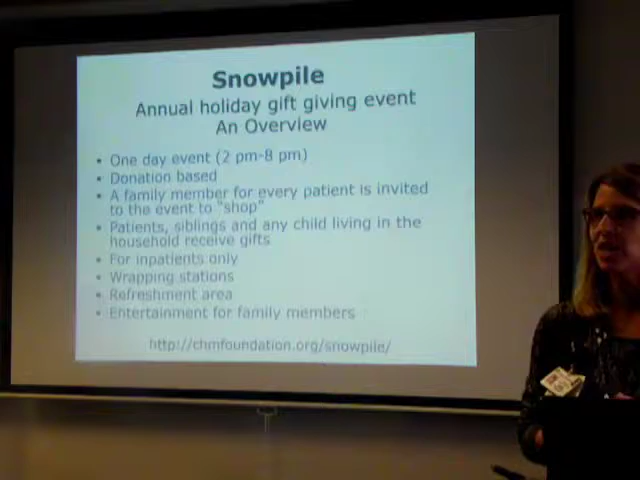 Snowpile
Annual holiday gift giving event
An Overview
• One day event (2 pm-8 pm)
• Donation based
• A family member for every patient is invited
to the event to "shop"
• Patients, siblings and any child living in the
household receive gifts
• For inpatients only
• Wrapping stations
• Refreshment area
• Entertainment for family members
http://chmfoundation.org/snowpile/